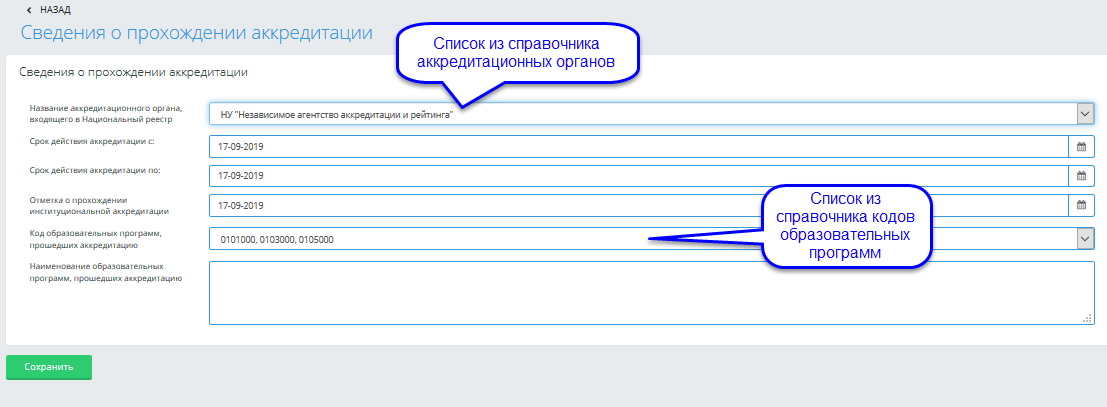 НАЗАД
Сведения о прохождении аккредитации
Список из справочника
аккредитационных органов
Сведения о прохождении аккредитации
Название аккредитационного органа,
входящего в Национальный реестр
НУ "Независимое агентство аккредитации и рейтинга"
Срок действия аккредитации с:
17-09-2019
Срок действия аккредитации по:
17-09-2019
Отметка о прохождении
институциональной аккредитации
17-09-2019
Список из
справочника кодов
образовательных
программ
Код образовательных программ,
прошедших аккредитацию
0101000, 0103000, 0105000
Наименование образовательных
программ, прошедших аккредитацию
Сохранить